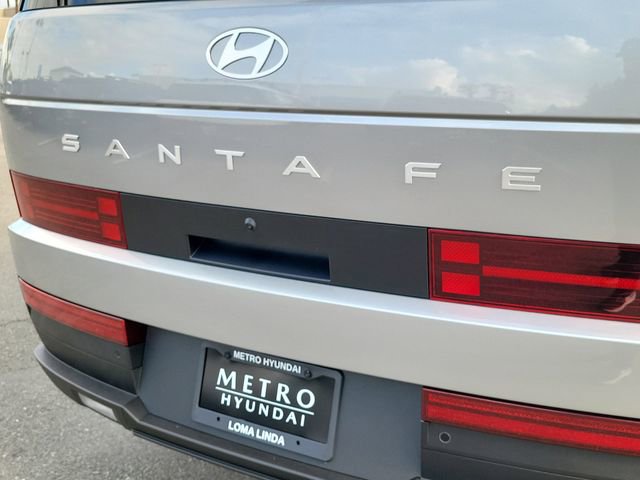 SANTA FE
METRO HYUNDAI
METRO
HYUNDAI
LOMA LINDA